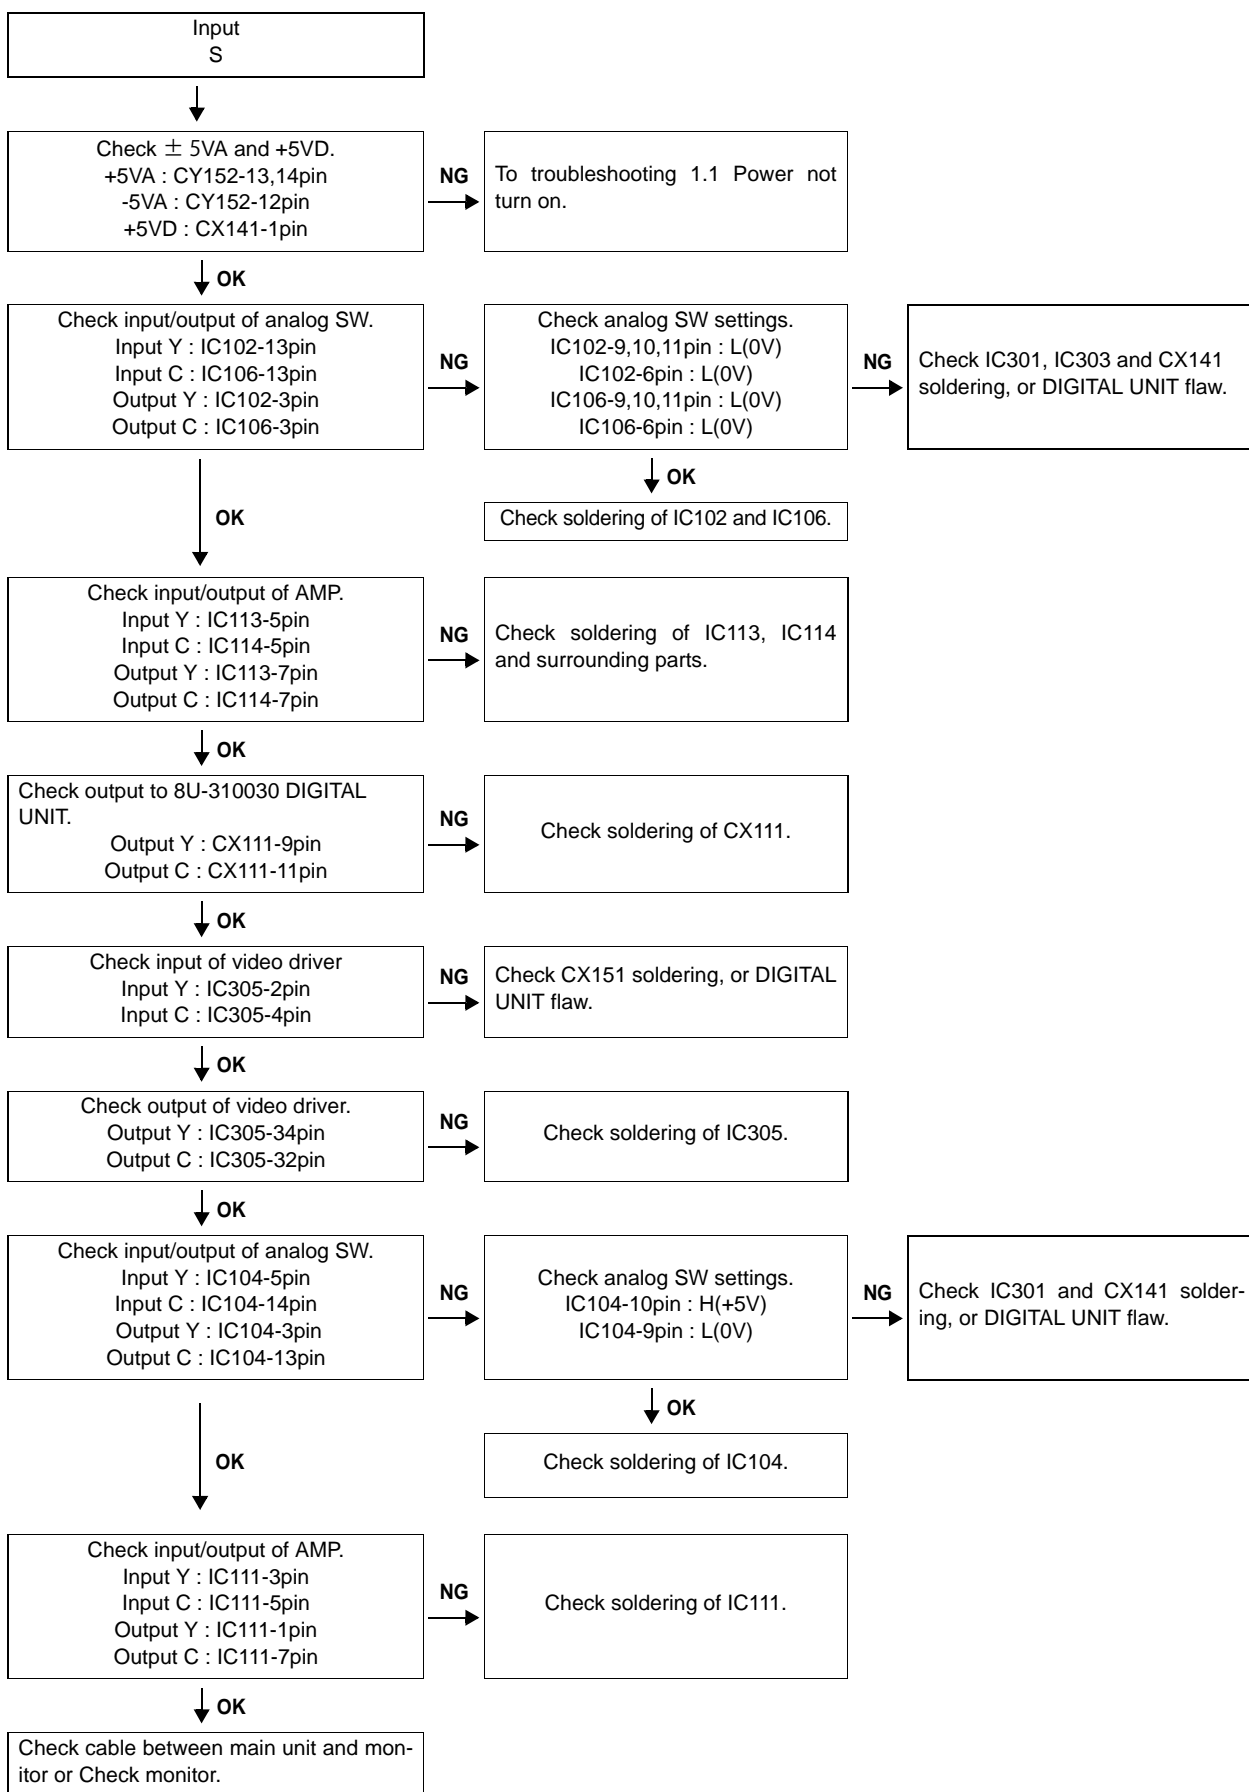 Input
S
Check ± 5VA and +5VD.
+5VA : CY152-13,14pin
-5VA : CY152-12pin
+5VD : CX141-1pin
NG
To troubleshooting 1.1 Power not
turn on.
OK
Check input/output of analog SW.
Input Y : IC102-13pin
Input C : IC106-13pin
Output Y : IC102-3pin
Output C : IC106-3pin
NG
Check analog SW settings.
IC102-9,10,11pin : L(0V)
IC102-6pin : L(0V)
IC106-9,10,11pin : L(0V)
IC106-6pin : L(0V)
NG
Check IC301, IC303 and CX141
soldering, or DIGITAL UNIT flaw.
OK
Check soldering of IC102 and IC106.
OK
Check input/output of AMP.
Input Y : IC113-5pin
Input C : IC114-5pin
Output Y : IC113-7pin
Output C : IC114-7pin
NG
Check soldering of IC113, IC114
and surrounding parts.
OK
Check output to 8U-310030 DIGITAL
UNIT.
Output Y : CX111-9pin
Output C : CX111-11pin
NG
Check soldering of CX111.
OK
Check input of video driver
Input Y : IC305-2pin
Input C : IC305-4pin
NG
Check CX151 soldering, or DIGITAL
UNIT flaw.
OK
Check output of video driver.
Output Y : IC305-34pin
Output C : IC305-32pin
NG
Check soldering of IC305.
OK
Check input/output of analog SW.
Input Y : IC104-5pin
Input C : IC104-14pin
Output Y : IC104-3pin
Output C : IC104-13pin
NG
Check analog SW settings.
IC104-10pin : H(+5V)
IC104-9pin : L(0V)
NG
Check IC301 and CX141 solder-
ing, or DIGITAL UNIT flaw.
OK
Check soldering of IC104.
OK
Check input/output of AMP.
Input Y : IC111-3pin
Input C : IC111-5pin
Output Y : IC111-1pin
Output C : IC111-7pin
NG
Check soldering of IC111.
OK
Check cable between main unit and mon-
itor or Check monitor.